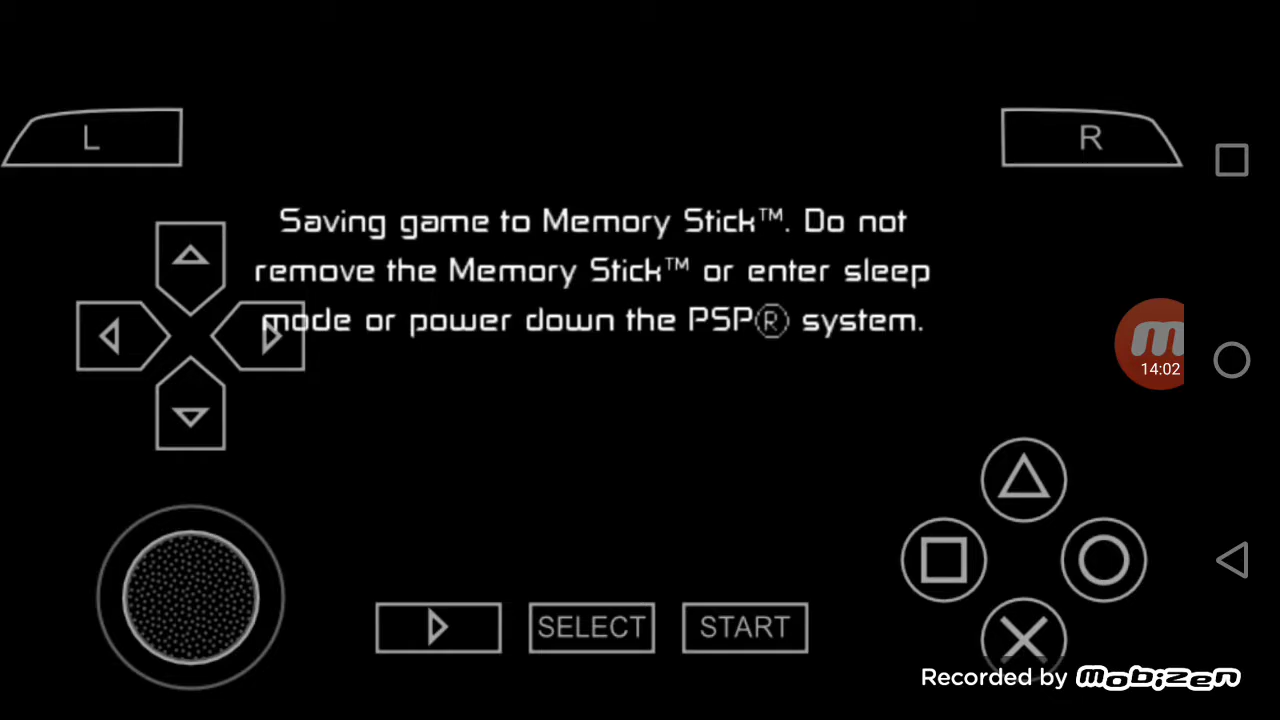 L
R
Saving game to Memory Stick™. Do not
remove the Memory Stick™ or enter sleep
mode or power down the PSP® system.
14:02
SELECT
START
Recorded by mobizen